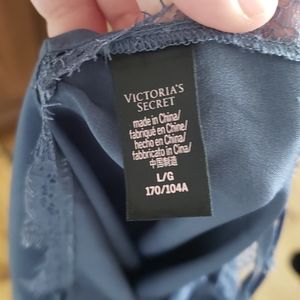 VICTORIA'S
SECRET
made in China/
fabriqué en Chine/
hecho en China/
fabbricato in Cina/
中国制造
L/G
170/104A